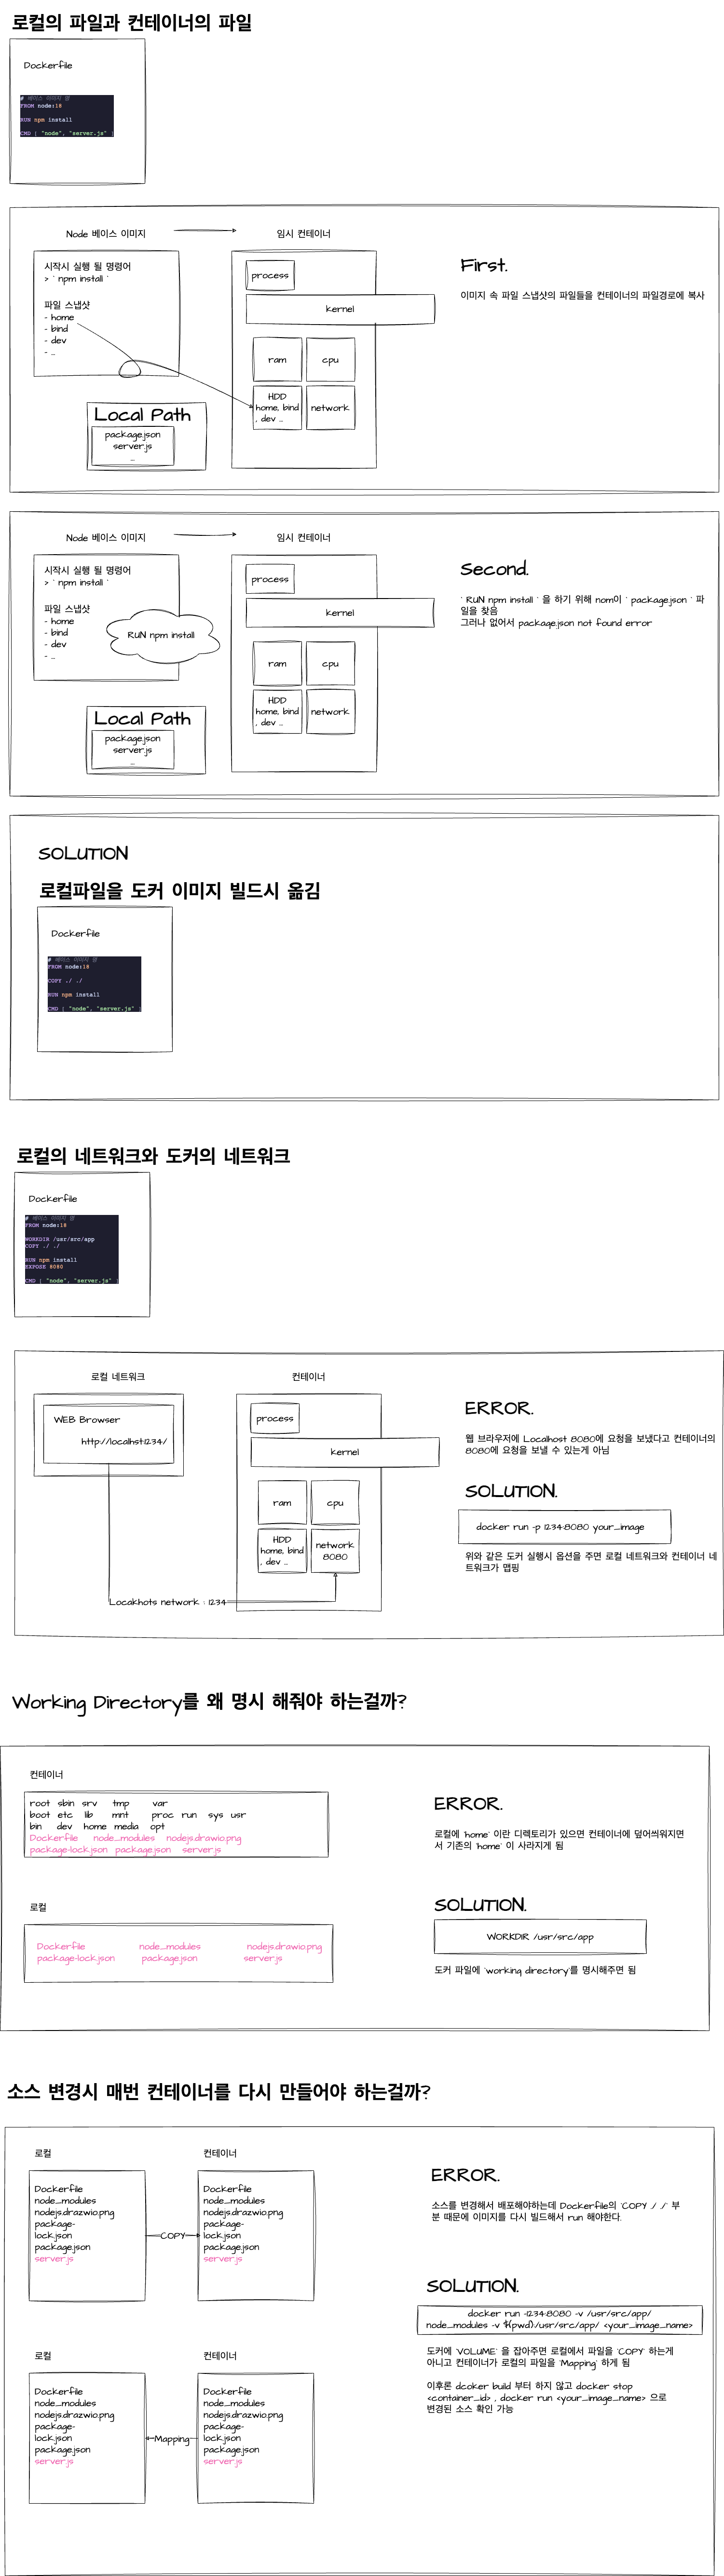 로컬의 파일과 컨테이너의 파일
Dockerfile
# 베이스 이미지 명
FROM node:18
RUN npm install
CMD [ "node", "server.js" ]
Node 베이스 이미지
임시 컨테이너
시작시 실행 될 명령어
> ' npm install '
파일 스냅샷
- home
- bind
- dev
- ...
Local Path
package.json
server.js
...
process
kernel
ram
cpu
HDD
home, bind
, dev ...
network
First.
이미지 속 파일 스냅샷의 파일들을 컨테이너의 파일경로에 복사
Node 베이스 이미지
임시 컨테이너
시작시 실행 될 명령어
> ' npm install '
파일 스냅샷
- home
- bind
- dev
- ...
RUN npm install
Local Path
package.json
server.js
...
process
kernel
ram
cpu
HDD
home, bind
, dev ...
network
Second.
' RUN npm install ' 을 하기 위해 nom이 ' package.json ' 파
일을 찾음
그러나 없어서 package.json not found error
SOLUTION
로컬파일을 도커 이미지 빌드시 옮김
Dockerfile
# 베이스 이미지 명
FROM node:18
COPY ./ ./
RUN npm install
CMD [ "node", "server.js" ]
로컬의 네트워크와 도커의 네트워크
Dockerfile
# 베이스 이미지 명
FROM node:18
WORKDIR /usr/src/app
COPY ./ ./
RUN npm install
EXPOSE 8080
CMD [ "node", "server.js" ]
로컬 네트워크
컨테이너
WEB Browser
http://localhst:1234/
process
kernel
ram
cpu
HDD
home, bind
, dev ...
network
8080
Locakhots network : 1234
ERROR.
웹 브라우저에 Localhost 8080에 요청을 보냈다고 컨테이너의
8080에 요청을 보낼 수 있는게 아님
SOLUTION.
docker run -p 1234:8080 your_image
위와 같은 도커 실행시 옵션을 주면 로컬 네트워크와 컨테이너 네
트워크가 맵핑
Working Directory를 왜 명시 해줘야 하는걸까?
컨테이너
root sbin srv tmp var
boot etc lib mnt proc run sys usr
bin dev home media opt
Dockerfile node_modules nodejs.drawio.png
package-lock.json package.json server.js
로컬
Dockerfile node_modules nodejs.drawio.png
package-lock.json package.json server.js
ERROR.
로컬에 'home' 이란 디렉토리가 있으면 컨테이너에 덮어씌워지면
서 기존의 'home' 이 사라지게 됨
SOLUTION.
WORKDIR /usr/src/app
도커 파일에 'working directory'를 명시해주면 됨
소스 변경시 매번 컨테이너를 다시 만들어야 하는걸까?
로컬
컨테이너
Dockerfile
node_modules
nodejs.drazwio.png
package-
lock.json
package.json
server.js
COPY
Dockerfile
node_modules
nodejs.drazwio.png
package-
lock.json
package.json
server.js
ERROR.
소스를 변경해서 배포해야하는데 Dockerfile의 'COPY ./ ./' 부
분 때문에 이미지를 다시 빌드해서 run 해야한다.
SOLUTION.
docker run -1234:8080 -v /usr/src/app/
node_modules -v $(pwd):/usr/src/app/ <your_image_name>
도커에 'VOLUME' 을 잡아주면 로컬에서 파일을 'COPY' 하는게
아니고 컨테이너가 로컬의 파일을 'Mapping' 하게 됨
이후론 dcoker build 부터 하지 않고 docker stop
<container_id> , docker run <your_image_name> 으로
변경된 소스 확인 가능
로컬
컨테이너
Dockerfile
node_modules
nodejs.drazwio.png
package-
lock.json
package.json
server.js
Mapping
Dockerfile
node_modules
nodejs.drazwio.png
package-
lock.json
package.json
server.js